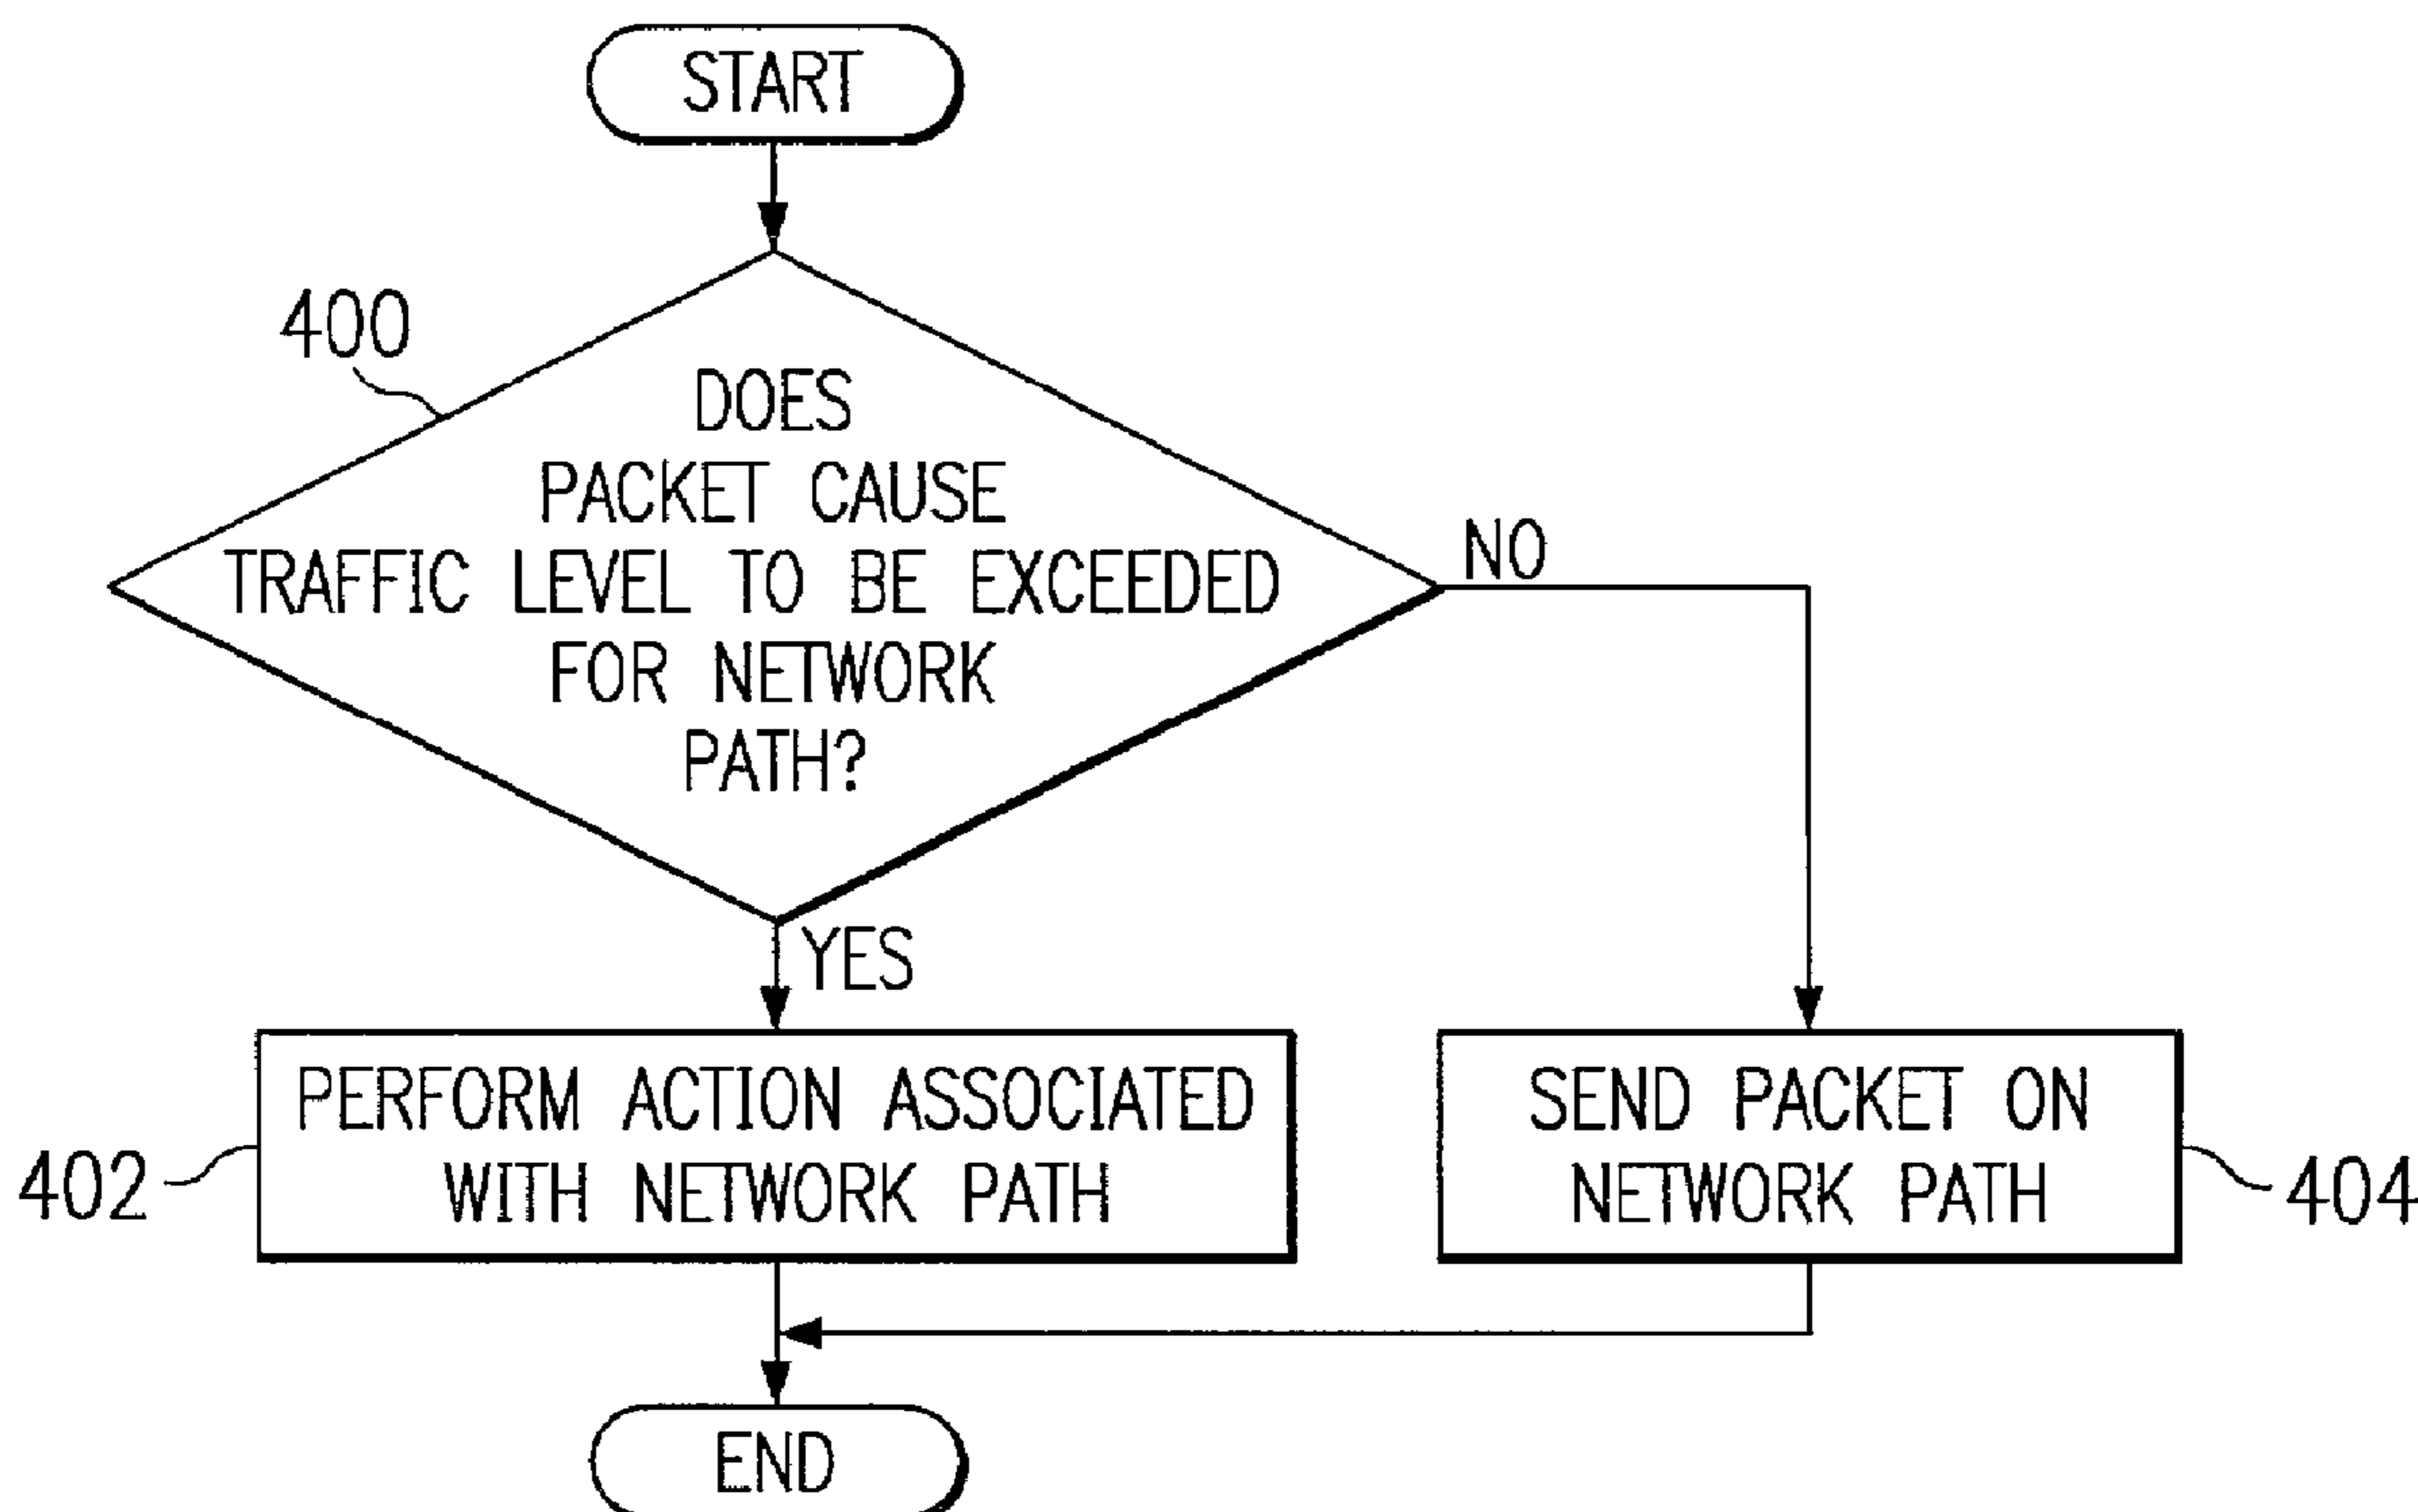 START
400
DOES
PACKET CAUSE
TRAFFIC LEVEL TO BE EXCEEDED
FOR NETWORK
PATH?
NO
YES
402
PERFORM ACTION ASSOCIATED
WITH NETWORK PATH
SEND PACKET ON
NETWORK PATH
404
END